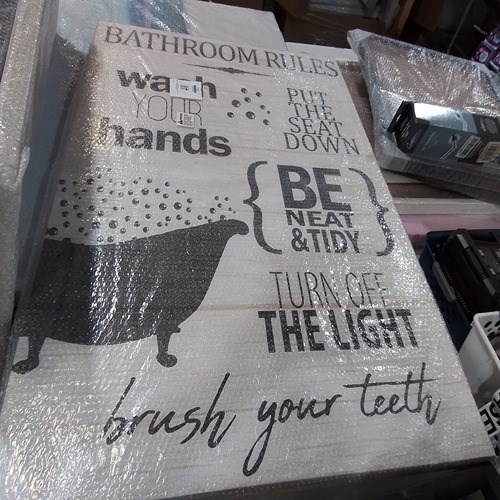 BATHROOM RULES
wash
YOUR
hands
PUT
THE
SEAT
DOWN
{BE
NEAT
&TIDY}
TURN OFF
THE LIGHT
brush your teeth